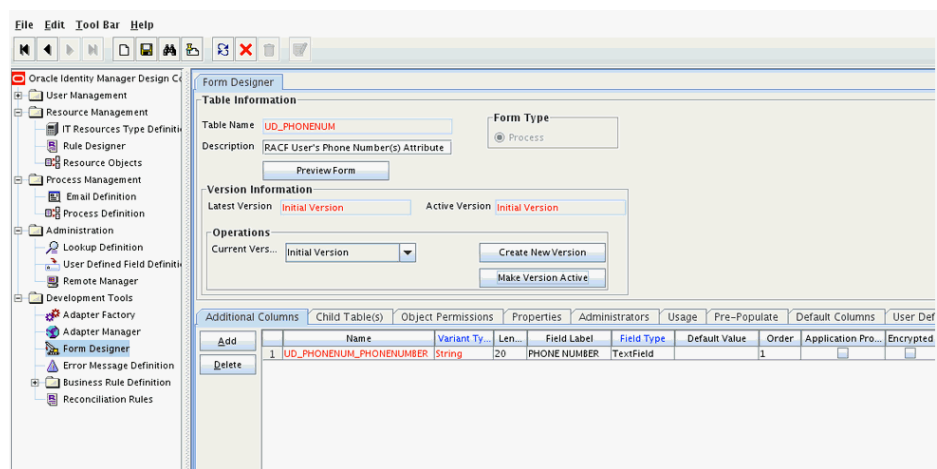 File Edit Tool Bar Help
Oracle Identity Manager Design Co
User Management
Resource Management
IT Resources Type Definiti
Rule Designer
Resource Objects
Process Management
Email Definition
Process Definition
Administration
Lookup Definition
User Defined Field Definiti
Remote Manager
Development Tools
Adapter Factory
Adapter Manager
Form Designer
Error Message Definition
Business Rule Definition
Reconciliation Rules
Form Designer
Table Information
Table Name UD_PHONENUM
Form Type
Process
Description RACF User's Phone Number(s) Attribute
Preview Form
Version Information
Latest Version Initial Version Active Version Initial Version
Operations
Current Vers... Initial Version Create New Version
Make Version Active
Additional Columns Child Table(s) Object Permissions Properties Administrators Usage Pre-Populate Default Columns User Def
Add
Delete
Name Variant Ty... Len... Field Label Field Type Default Value Order Application Pro... Encrypted
1 UD_PHONENUM_PHONENUMBER String 20 PHONE NUMBER TextField 1